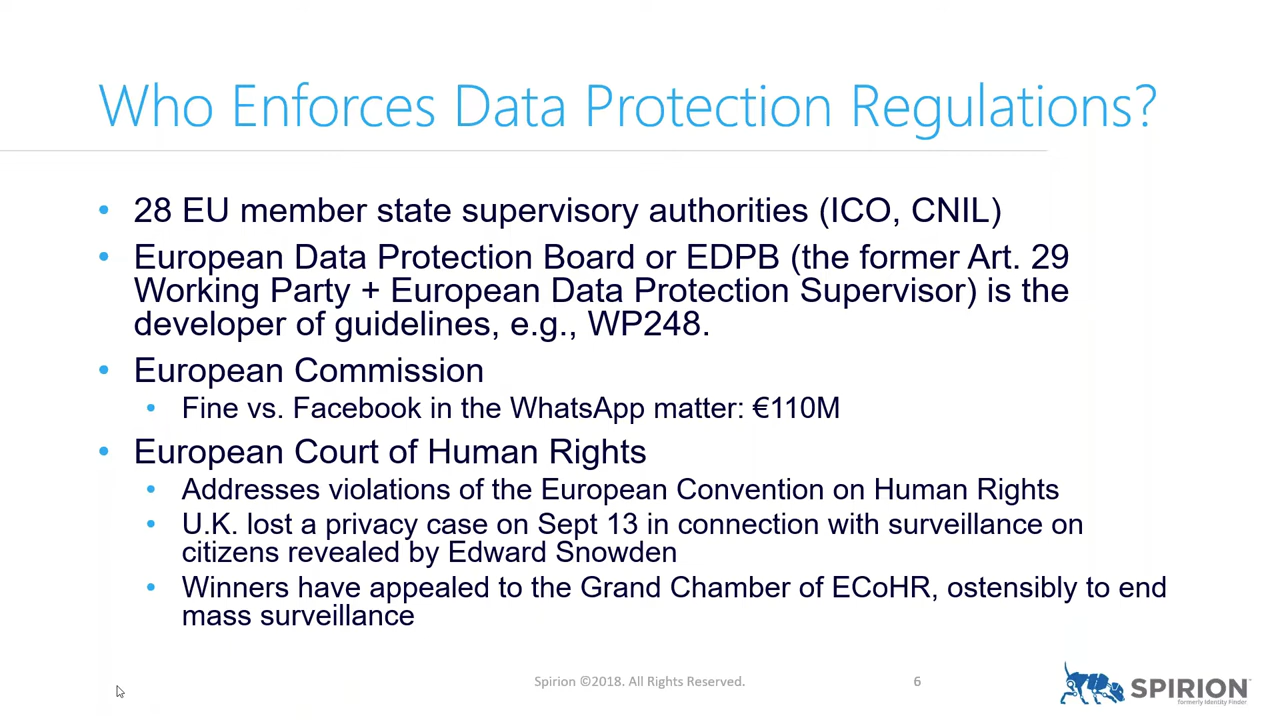 Who Enforces Data Protection Regulations?
• 28 EU member state supervisory authorities (ICO, CNIL)
• European Data Protection Board or EDPB (the former Art. 29
Working Party + European Data Protection Supervisor) is the
developer of guidelines, e.g., WP248.
• European Commission
• Fine vs. Facebook in the WhatsApp matter: €110M
• European Court of Human Rights
• Addresses violations of the European Convention on Human Rights
• U.K. lost a privacy case on Sept 13 in connection with surveillance on
citizens revealed by Edward Snowden
• Winners have appealed to the Grand Chamber of ECoHR, ostensibly to end
mass surveillance
Spirion ©2018. All Rights Reserved.
6
SPIRION
formerly Identity Finder